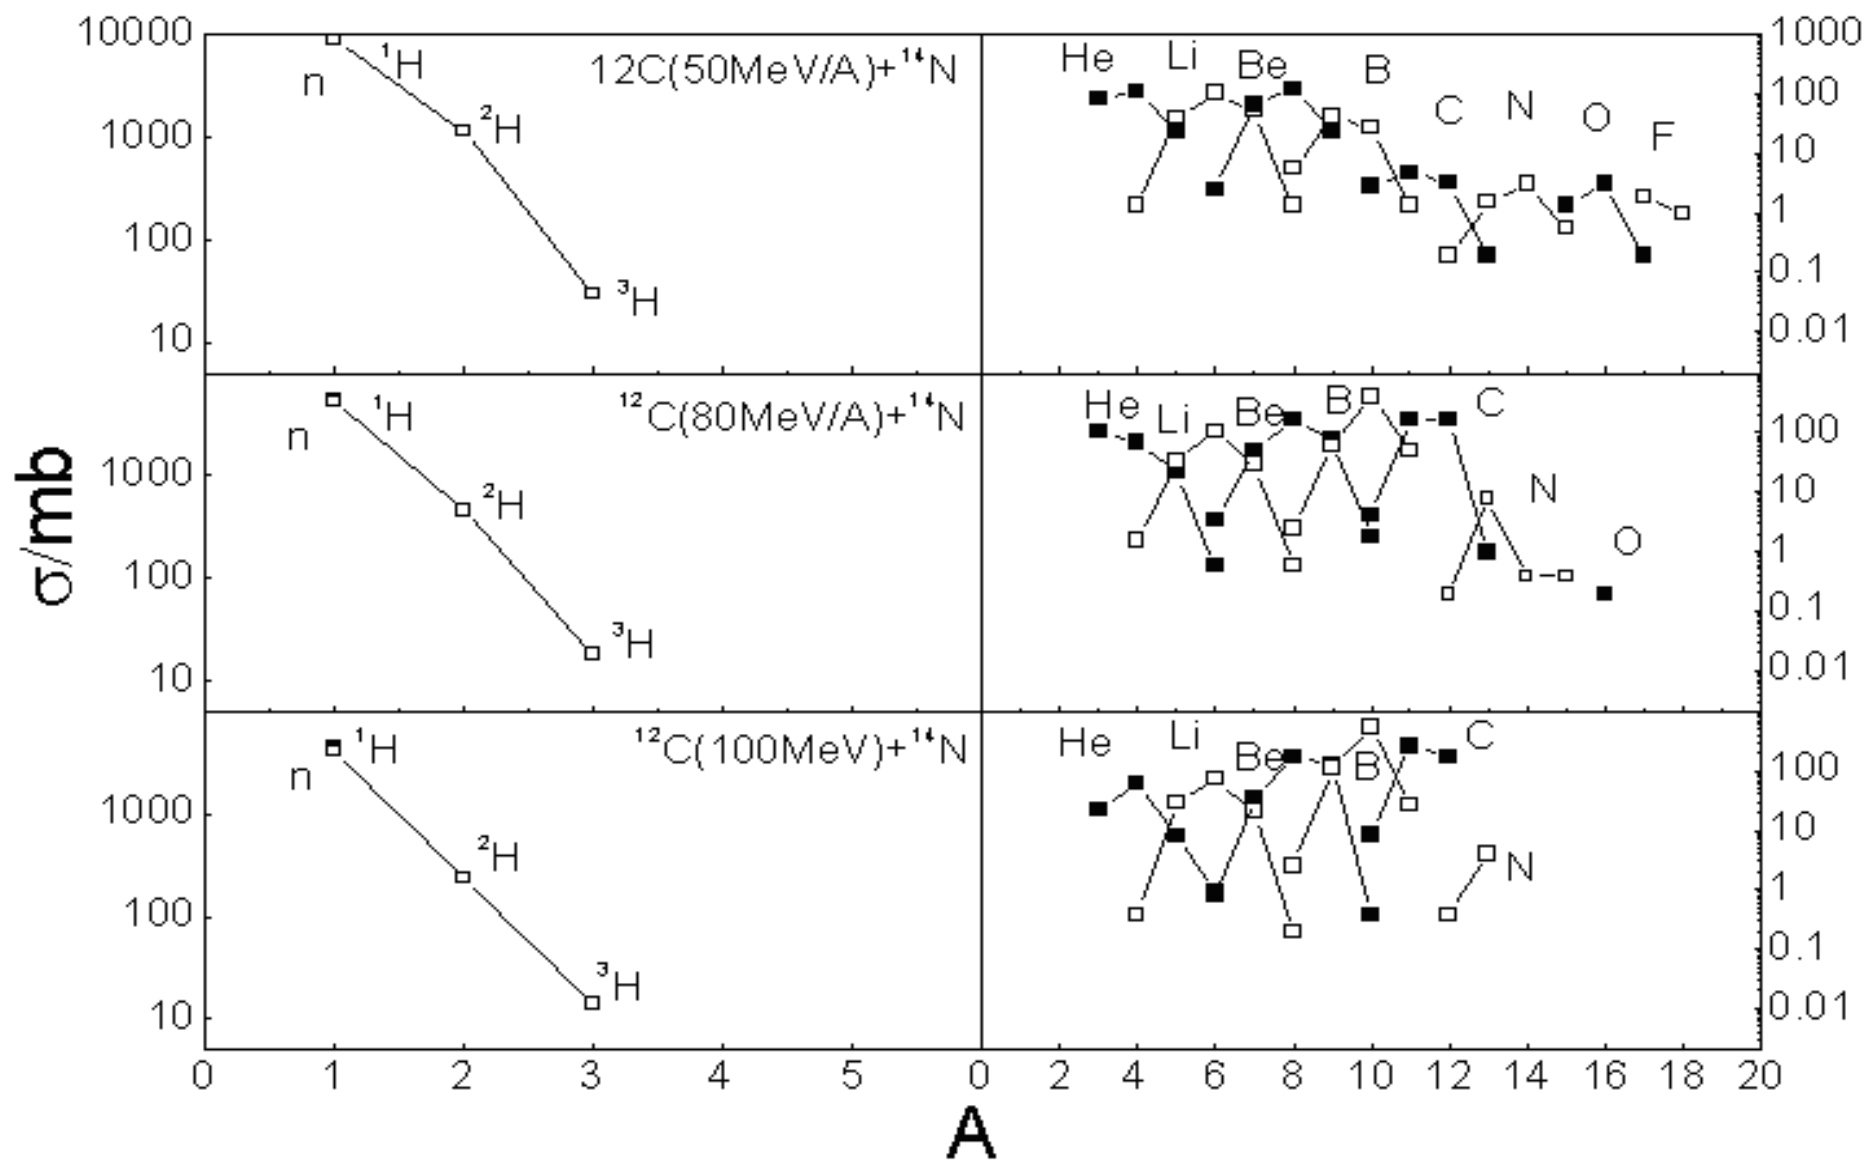 10000
1000
100
10
n
¹H
²H
³H
12C(50MeV/A)+¹⁴N
He
Li
Be
B
C
N
O
F
1000
100
10
1
0.1
0.01
1000
100
10
n
¹H
²H
³H
¹²C(80MeV/A)+¹⁴N
He
Li
Be
B
C
N
O
100
10
1
0.1
0.01
σ/mb
1000
100
10
n
¹H
²H
³H
¹²C(100MeV)+¹⁴N
He
Li
Be
B
C
N
100
10
1
0.1
0.01
0 1 2 3 4 5 0 2 4 6 8 10 12 14 16 18 20
A